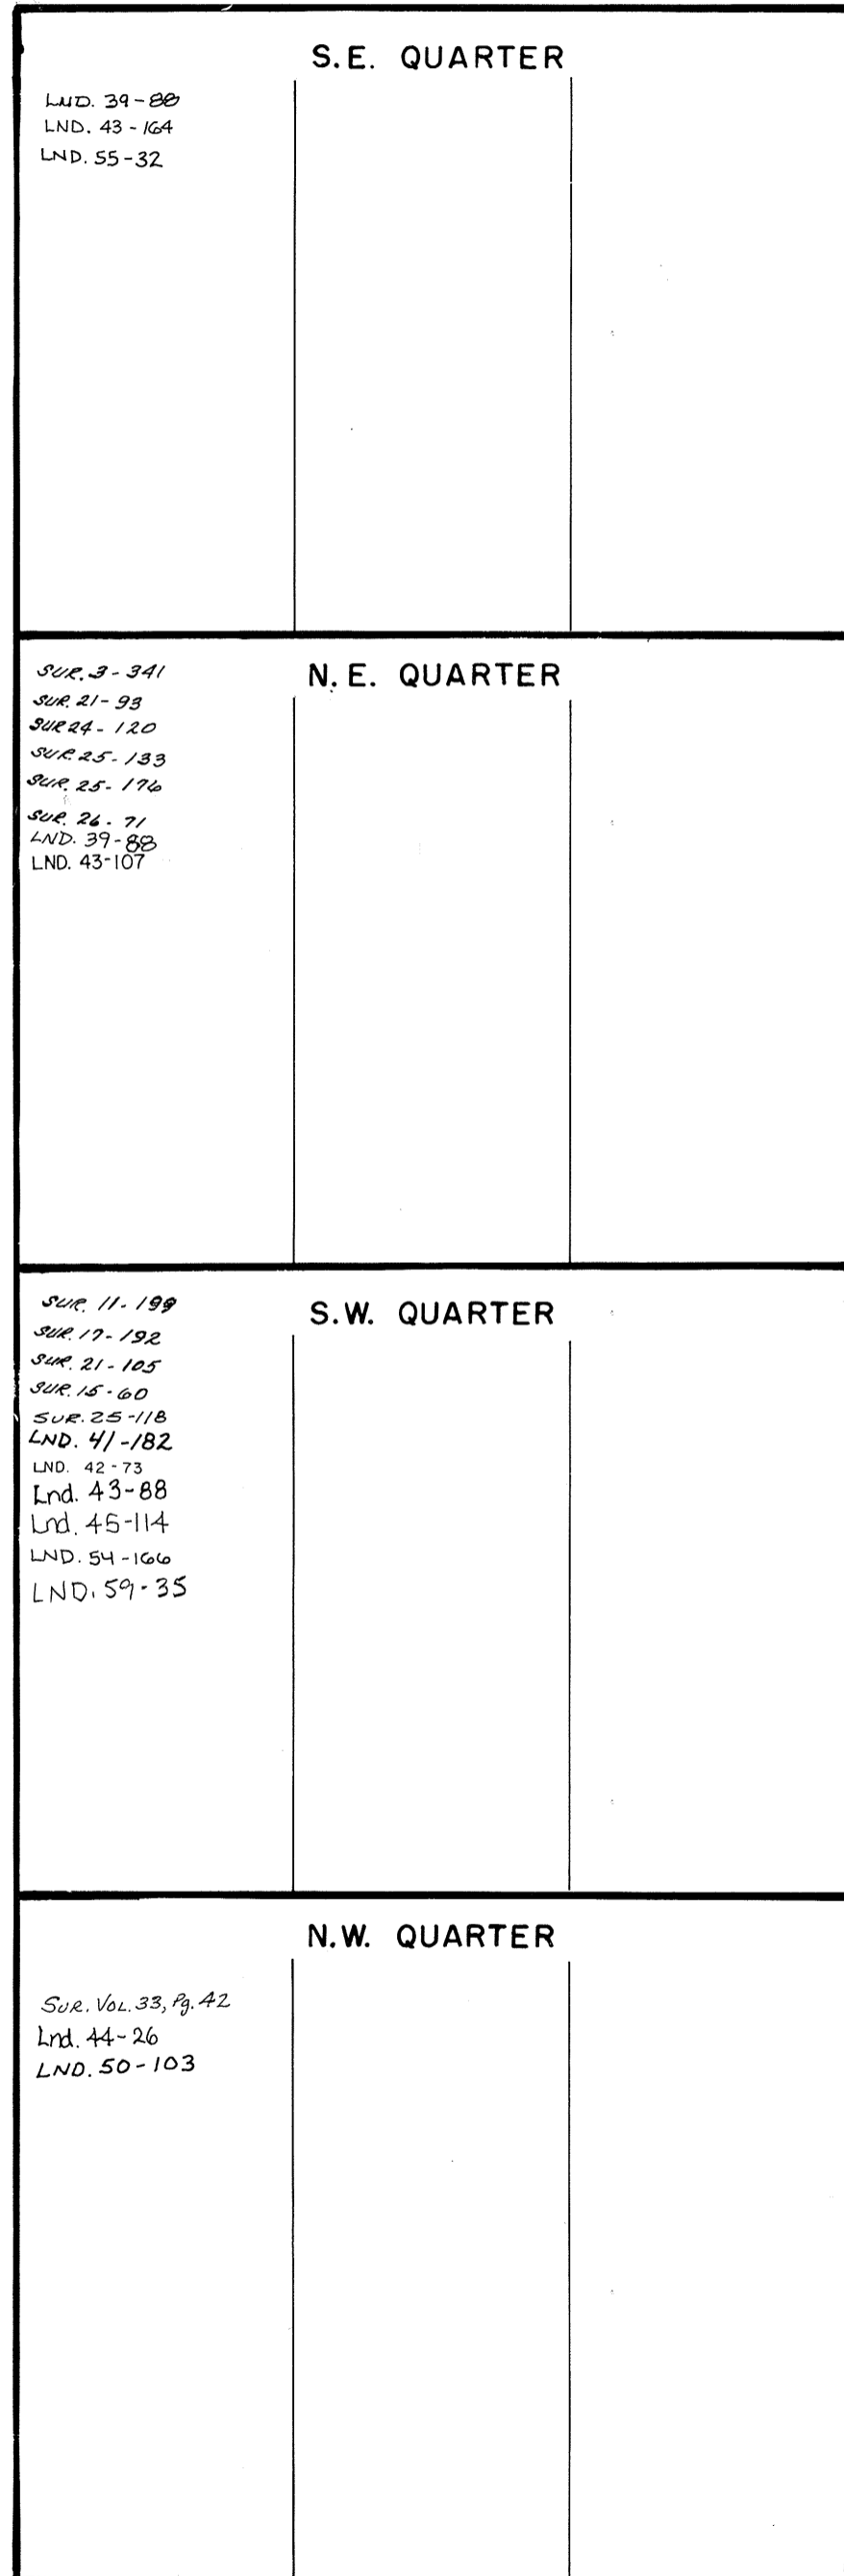 S.E. QUARTER
LND. 39-88
LND. 43-164
LND. 55-32
N.E. QUARTER
SUR. 3-341
SUR. 21-93
SUR 24-120
SUR. 25-133
SUR. 25-176
SUR. 26-71
LND. 39-88
LND. 43-107
S.W. QUARTER
SUR. 11-199
SUR. 17-192
SUR. 21-105
SUR. 15-60
SUR. 25-118
LND. 41-182
LND. 42-73
Lnd. 43-88
Lnd. 45-114
LND. 54-166
LND. 59-35
N.W. QUARTER
SUR. VOL. 33, Pg. 42
Lnd. 44-26
LND. 50-103